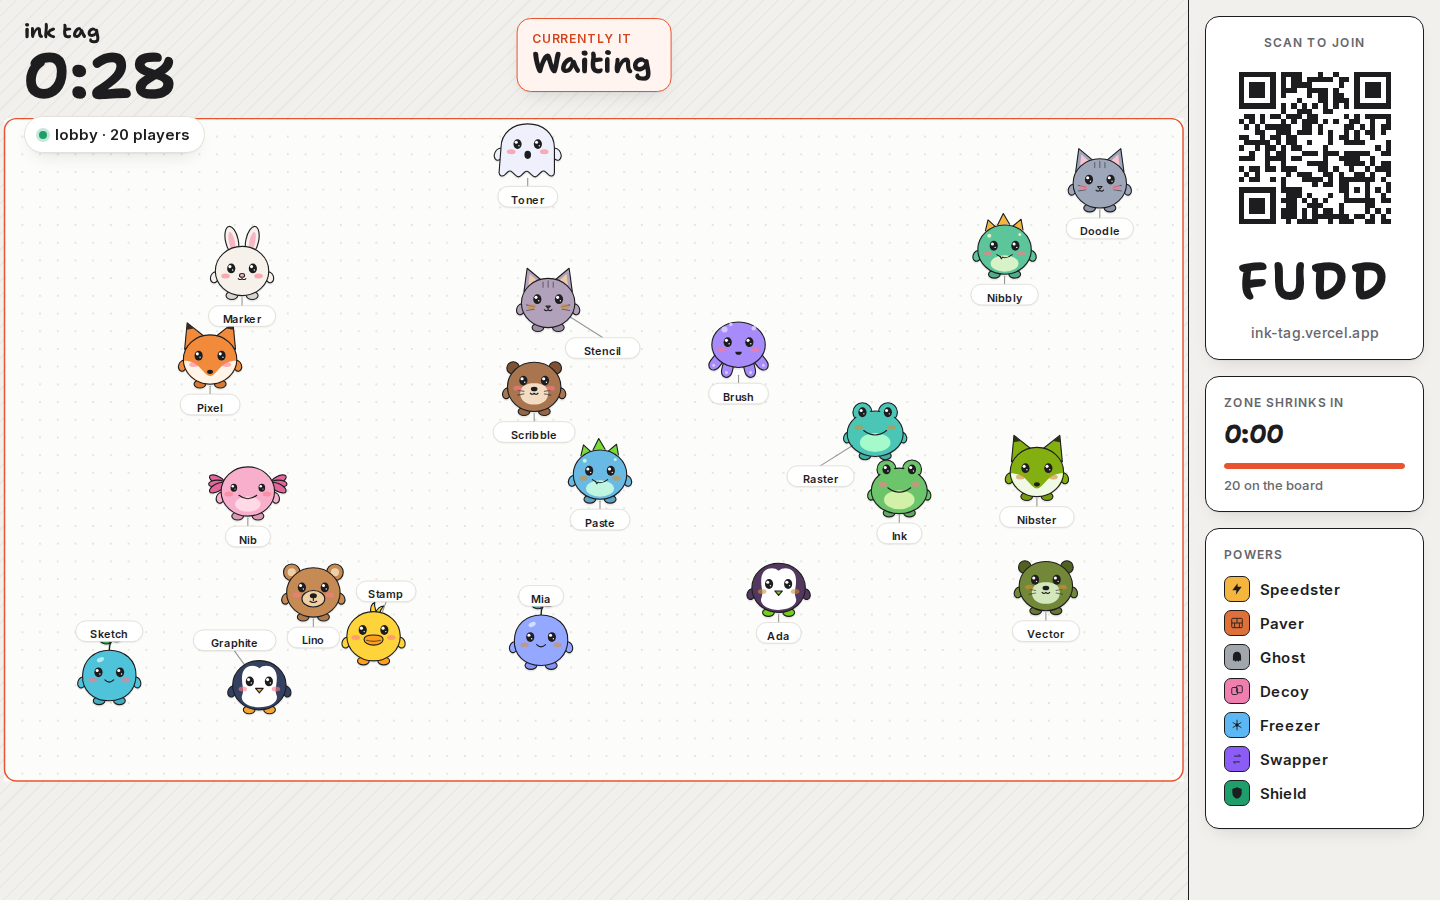 ink tag
0:28
CURRENTLY IT
Waiting
lobby · 20 players
Toner
Doodle
Nibbly
Marker
Stencil
Pixel
Brush
Scribble
Raster
Paste
Nibster
Ink
Nib
Stamp
Mia
Sketch
Graphite
Lino
Ada
Vector
SCAN TO JOIN
FUDD
ink-tag.vercel.app
ZONE SHRINKS IN
0:00
20 on the board
POWERS
Speedster
Paver
Ghost
Decoy
Freezer
Swapper
Shield